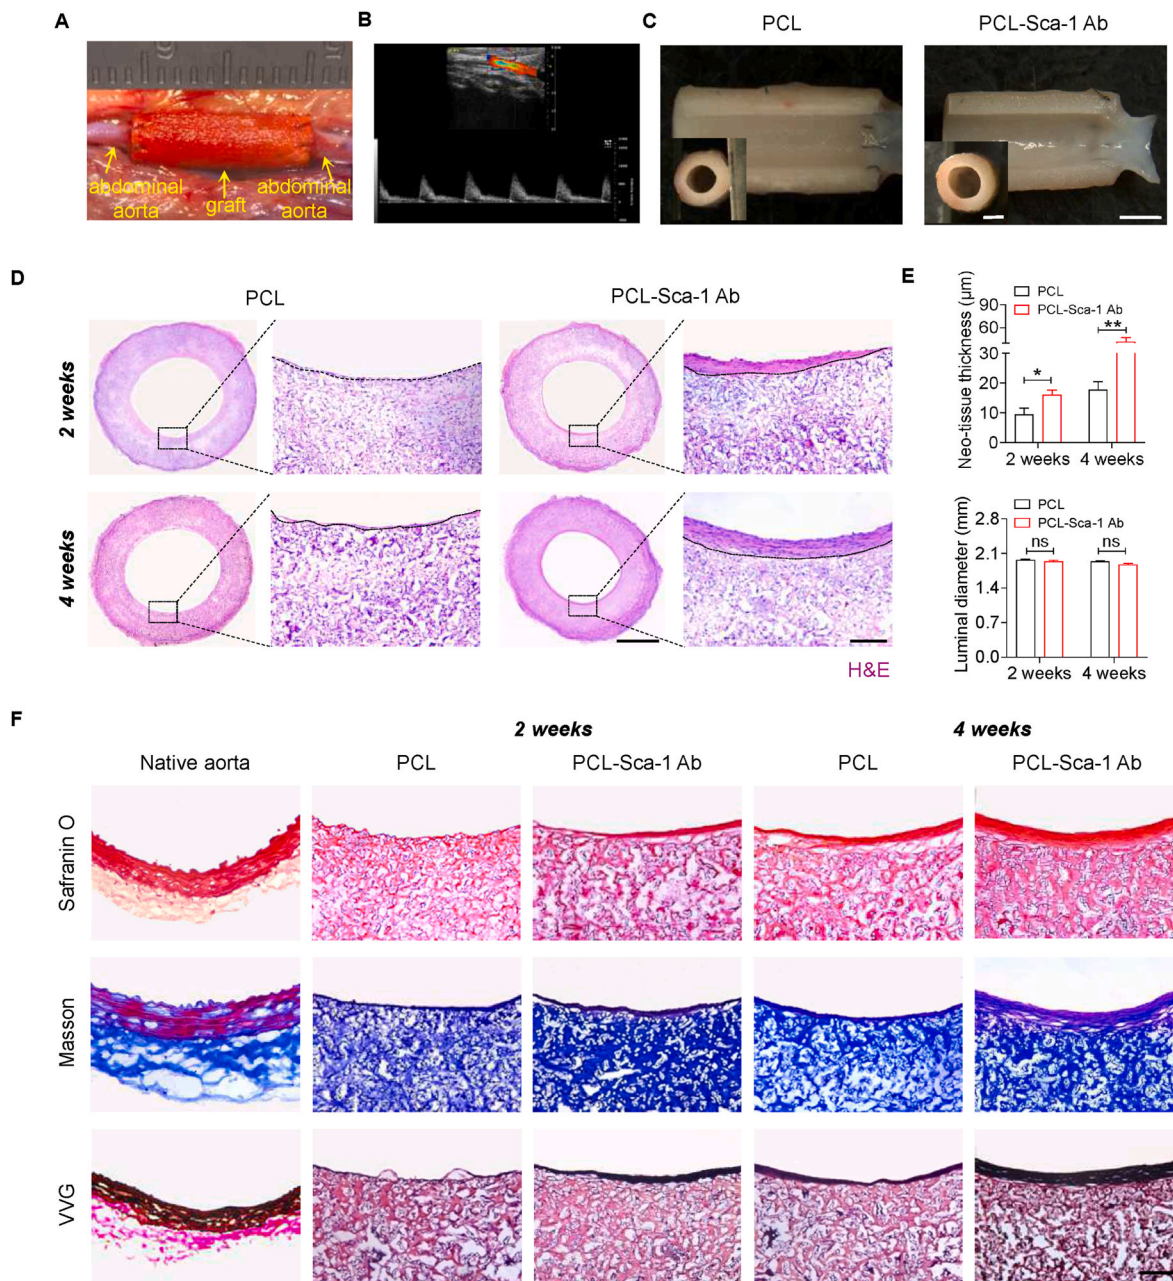 A
abdominal
aorta
graft
abdominal
aorta
B
C
PCL
PCL-Sca-1 Ab
D
PCL
PCL-Sca-1 Ab
2 weeks
4 weeks
H&E
E
Neo-tissue thickness (µm)
90
60
30
20
10
0
PCL
PCL-Sca-1 Ab
*
**
2 weeks
4 weeks
Luminal diameter (mm)
2.8
2.1
1.4
0.7
0.0
PCL
PCL-Sca-1 Ab
ns
ns
2 weeks
4 weeks
F
2 weeks
4 weeks
Native aorta
PCL
PCL-Sca-1 Ab
PCL
PCL-Sca-1 Ab
Safranin O
Masson
VVG